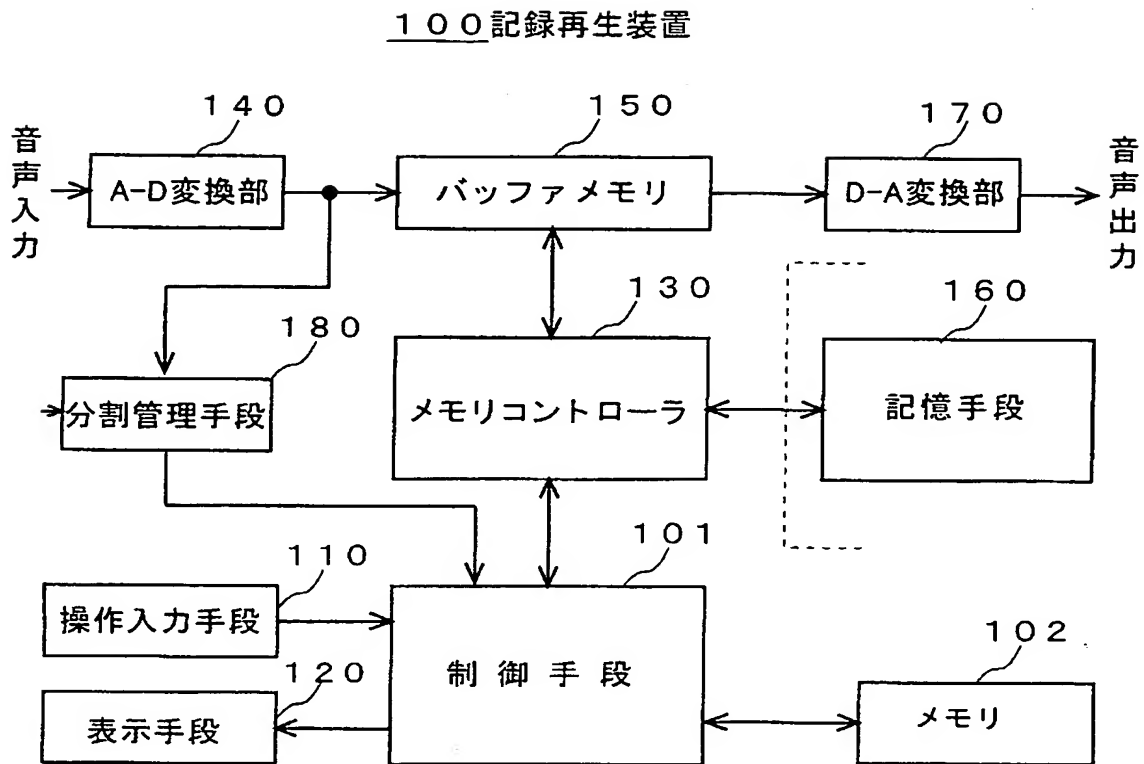 １００記録再生装置
１４０
１５０
１７０
音声入力
A-D変換部
バッファメモリ
D-A変換部
音声出力
１３０
１６０
１８０
分割管理手段
メモリコントローラ
記憶手段
１０１
１１０
操作入力手段
制御手段
１０２
１２０
表示手段
メモリ